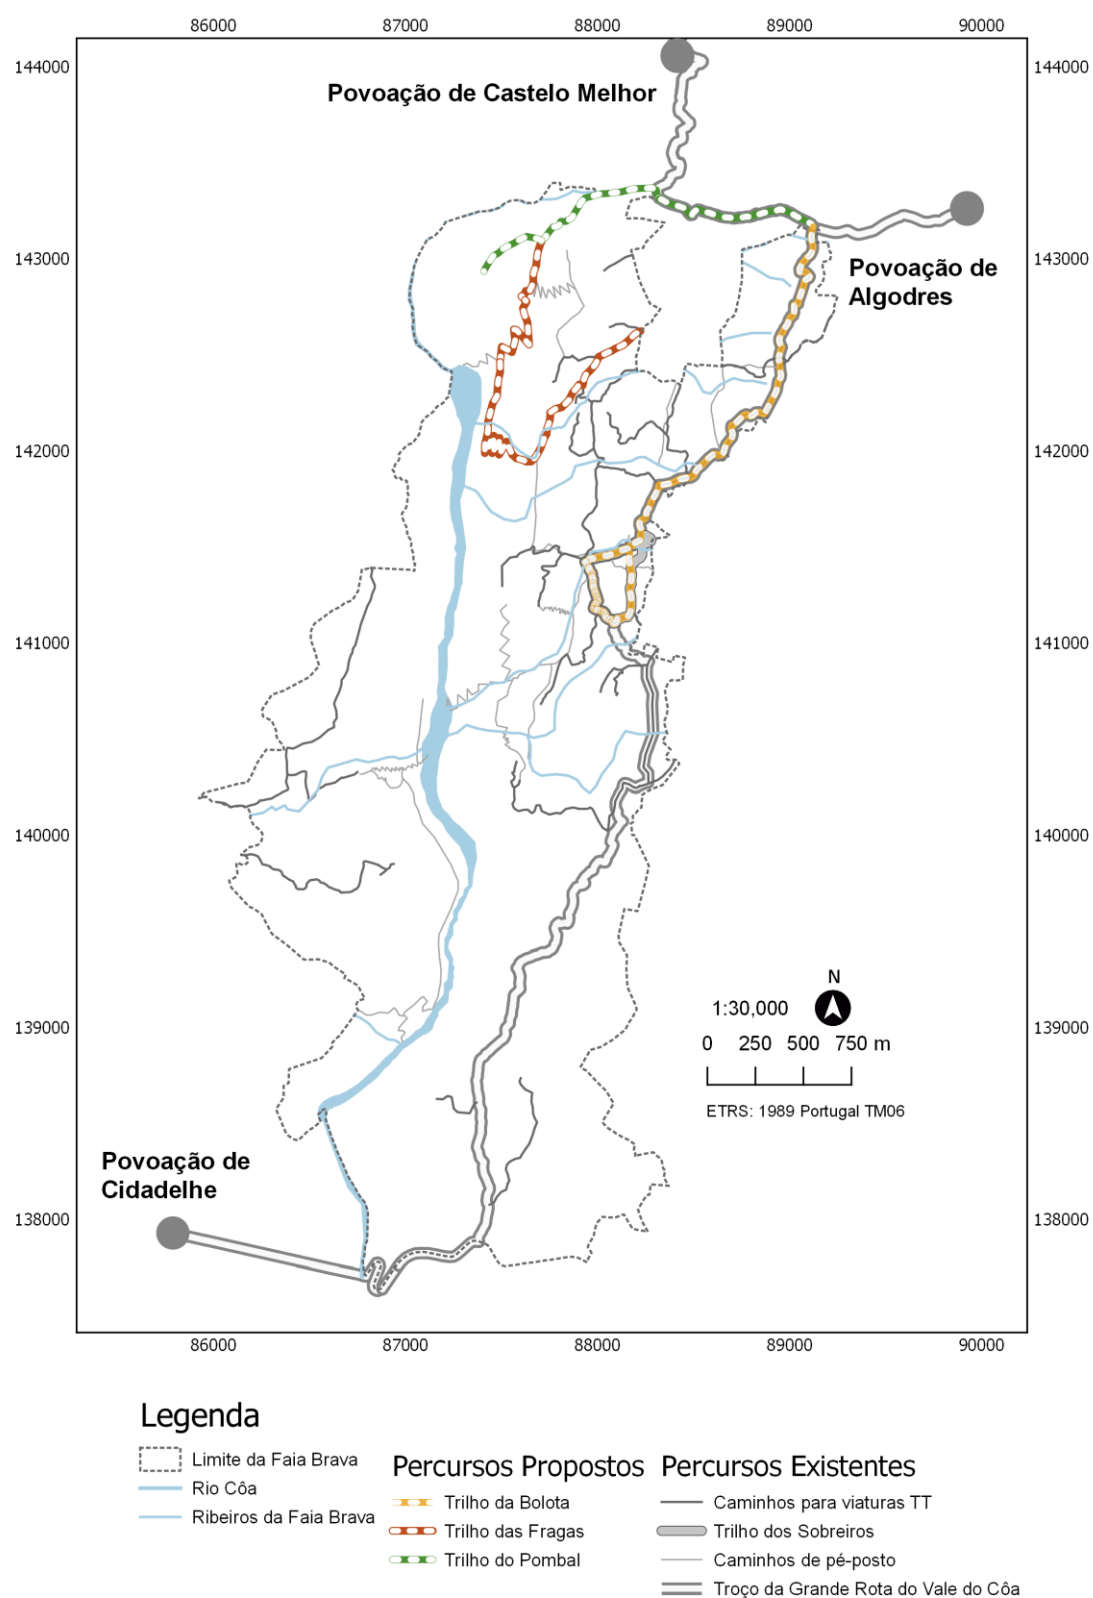 86000 87000 88000 89000 90000
144000 144000
Povoação de Castelo Melhor
143000 143000
Povoação de
Algodres
142000 142000
141000 141000
140000 140000
N
1:30,000
139000 139000
0 250 500 750 m
ETRS: 1989 Portugal TM06
Povoação de
Cidadelhe
138000 138000
86000 87000 88000 89000 90000
Legenda
Limite da Faia Brava
Rio Côa
Ribeiros da Faia Brava
Percursos Propostos
Trilho da Bolota
Trilho das Fragas
Trilho do Pombal
Percursos Existentes
Caminhos para viaturas TT
Trilho dos Sobreiros
Caminhos de pé-posto
Troço da Grande Rota do Vale do Côa